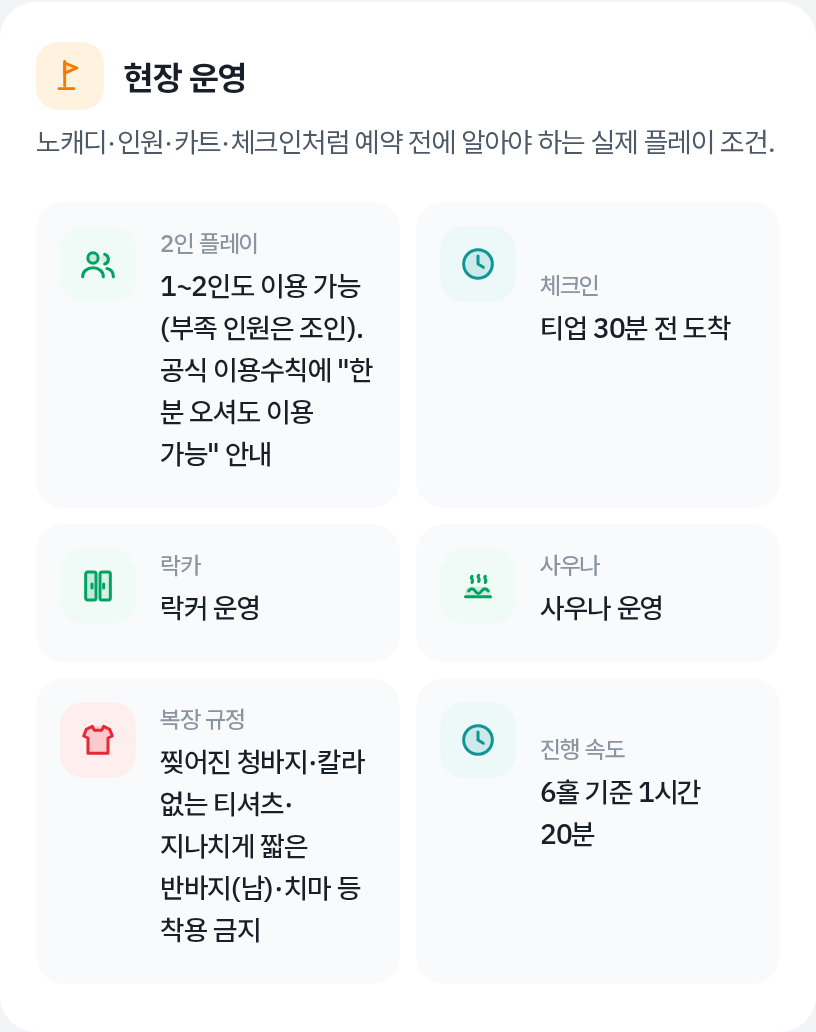 현장 운영
노캐디·인원·카트·체크인처럼 예약 전에 알아야 하는 실제 플레이 조건.
2인 플레이
1~2인도 이용 가능
(부족 인원은 조인).
공식 이용수칙에 "한
분 오셔도 이용
가능" 안내
체크인
티업 30분 전 도착
락카
락커 운영
사우나
사우나 운영
복장 규정
찢어진 청바지·칼라
없는 티셔츠·
지나치게 짧은
반바지(남)·치마 등
착용 금지
진행 속도
6홀 기준 1시간
20분